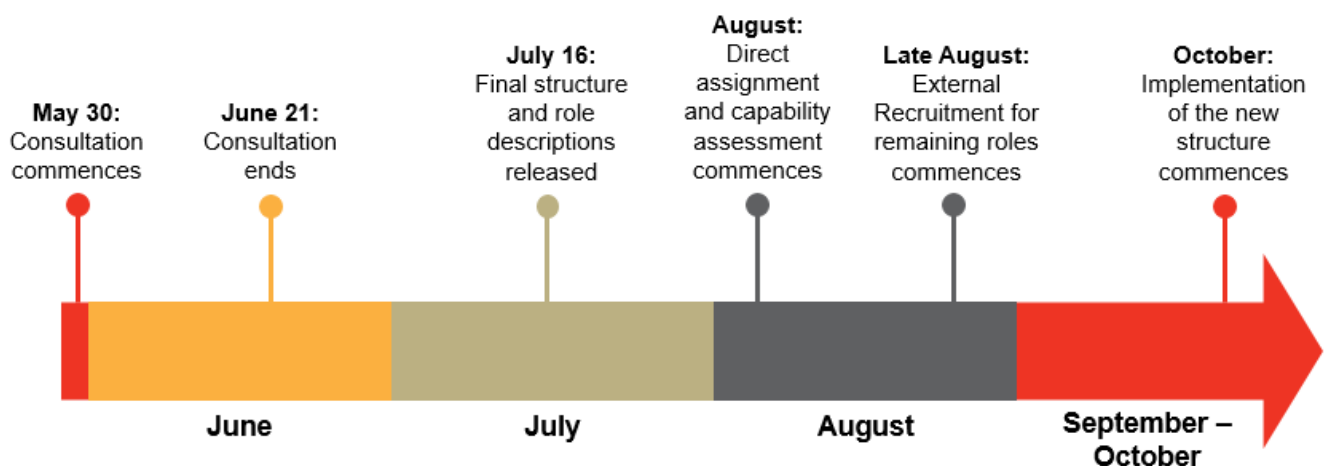 May 30:
Consultation
commences
June 21:
Consultation
ends
July 16:
Final structure
and role
descriptions
released
August:
Direct
assignment
and capability
assessment
commences
Late August:
External
Recruitment for
remaining roles
commences
October:
Implementation
of the new
structure
commences
June
July
August
September –
October